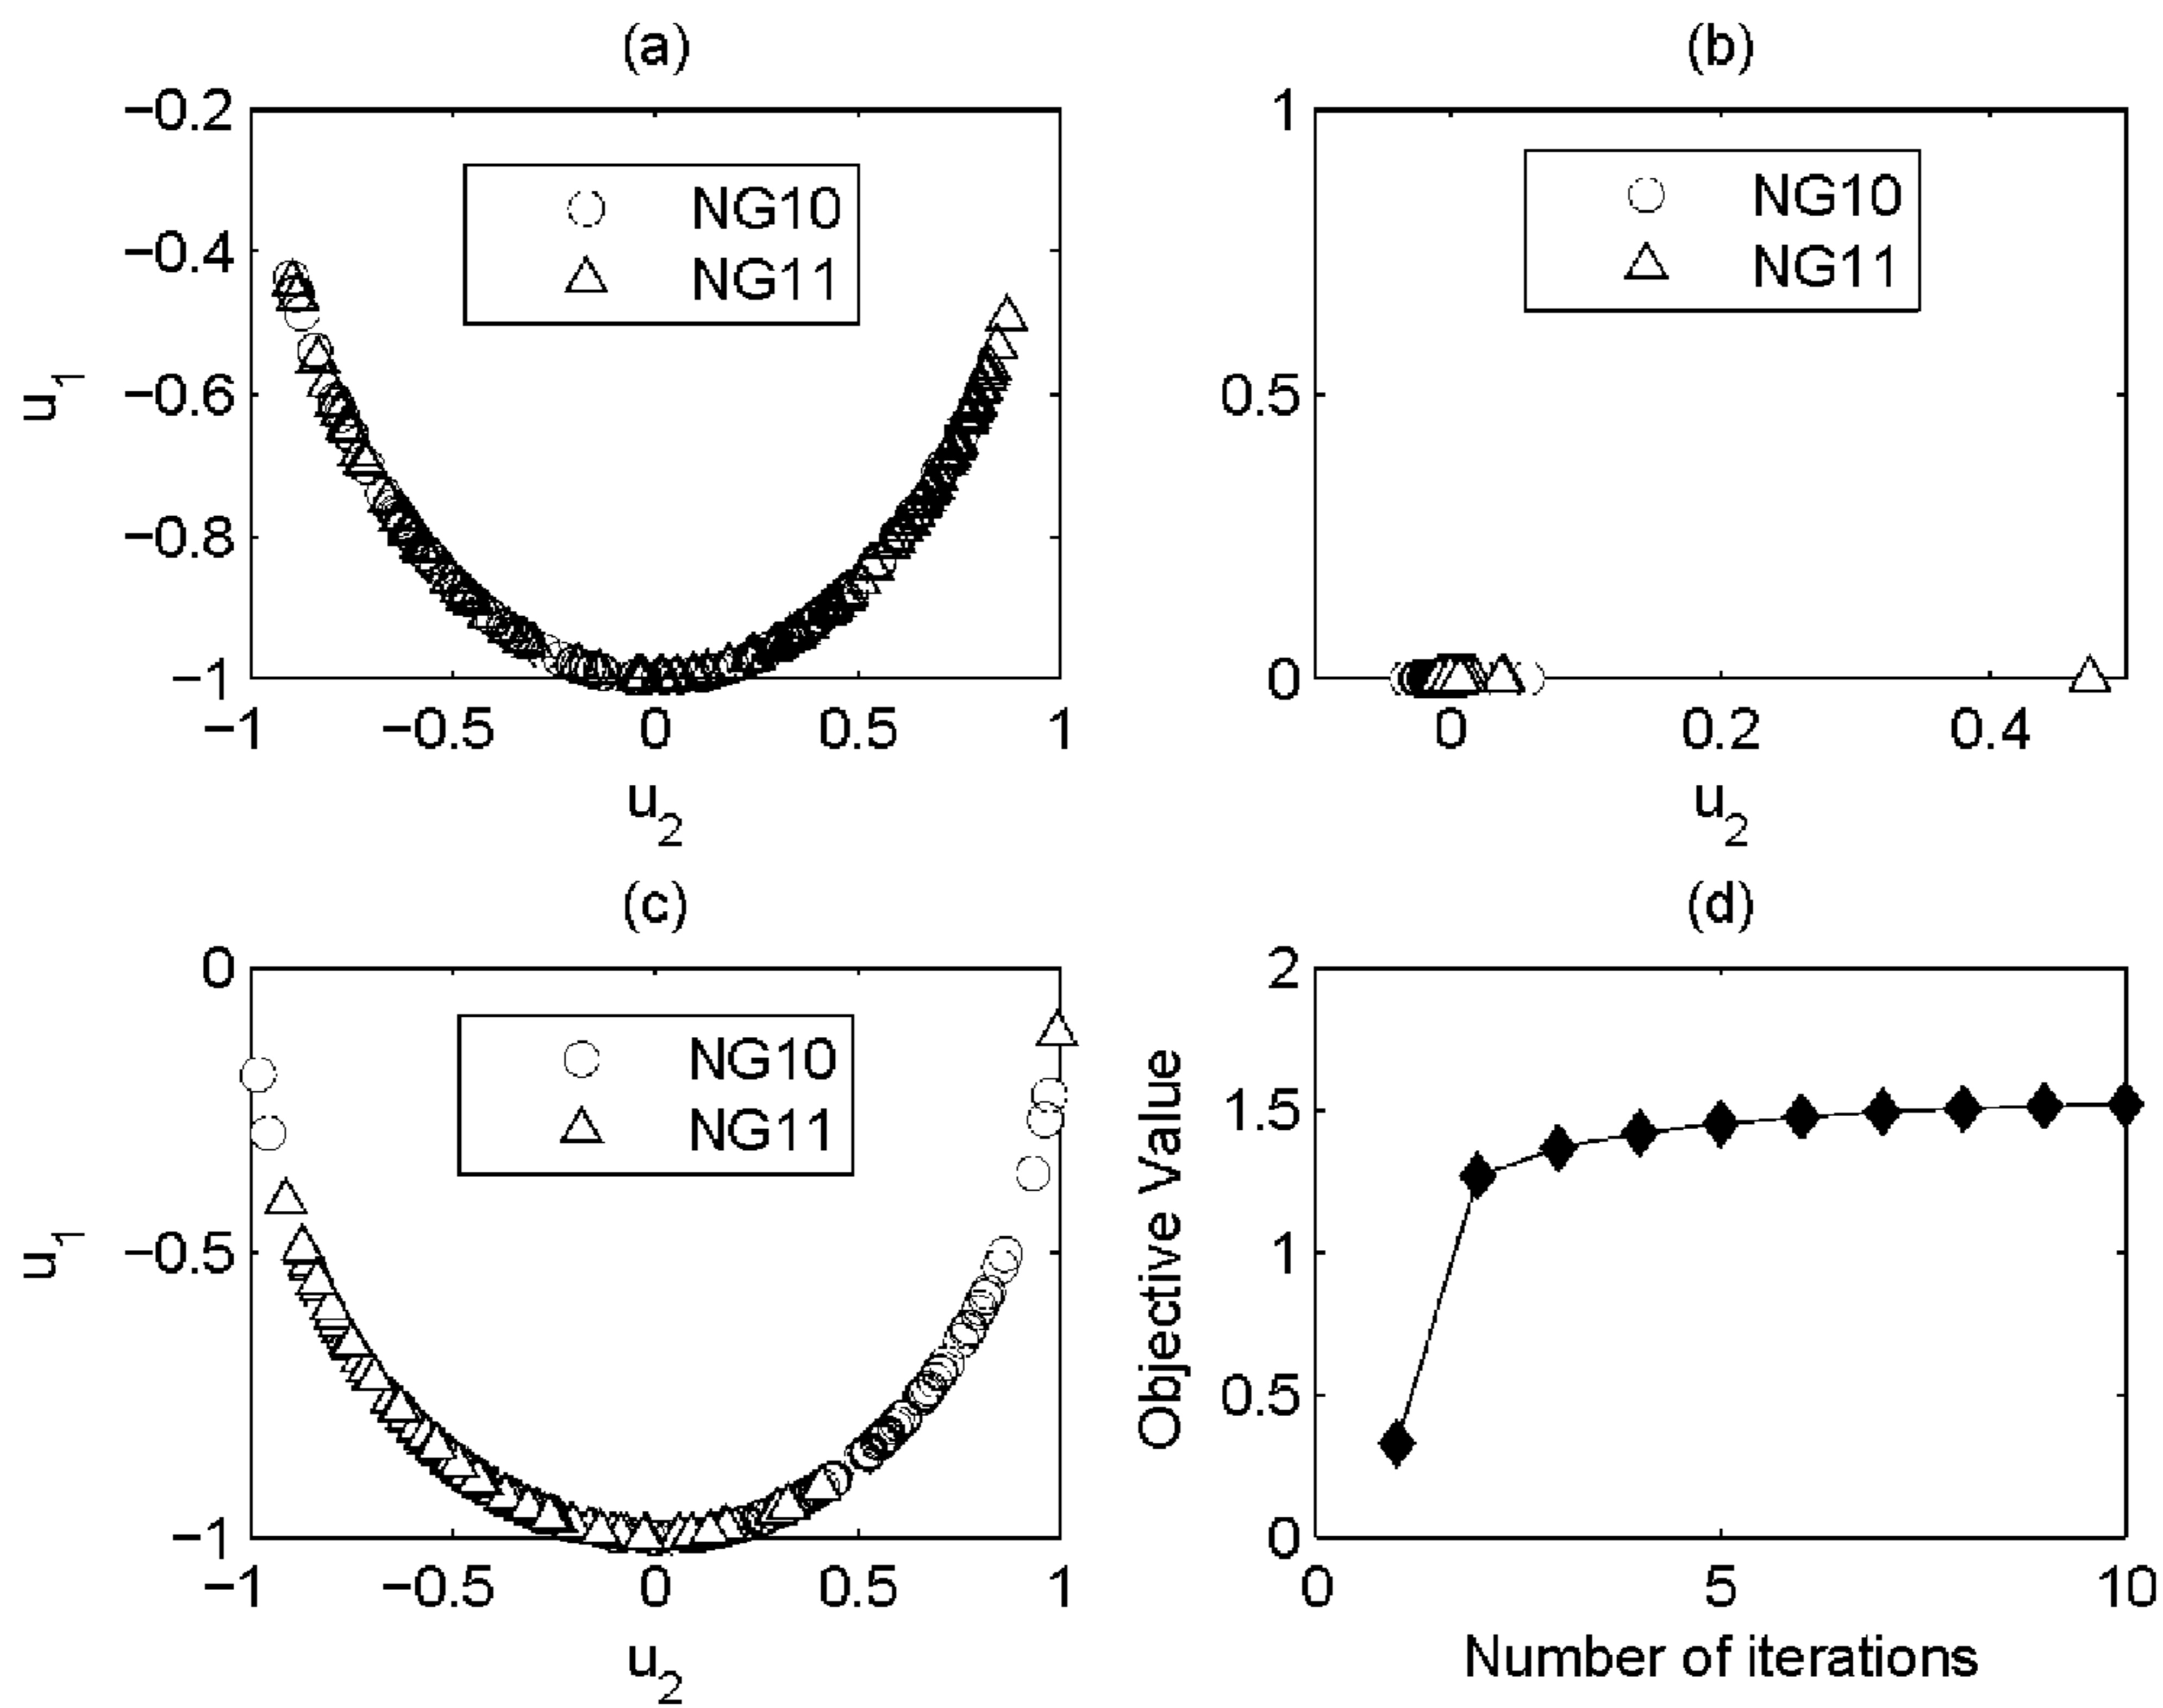 (a)
−0.2
−0.4
−0.6
−0.8
−1
u1
−1 −0.5 0 0.5 1
u2
NG10
NG11
(b)
1
0.5
0
0 0.2 0.4
u2
NG10
NG11
(c)
0
−0.5
−1
u1
−1 −0.5 0 0.5 1
u2
NG10
NG11
(d)
2
1.5
1
0.5
0
Objective Value
0 5 10
Number of iterations